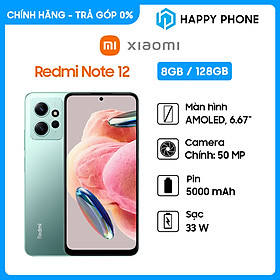 CHÍNH HÃNG - TRẢ GÓP 0%
HAPPY PHONE
xiaomi
Redmi Note 12
8GB / 128GB
Màn hình
AMOLED, 6.67"
Camera
Chính: 50 MP
Pin
5000 mAh
Sạc
33 W
Redmi